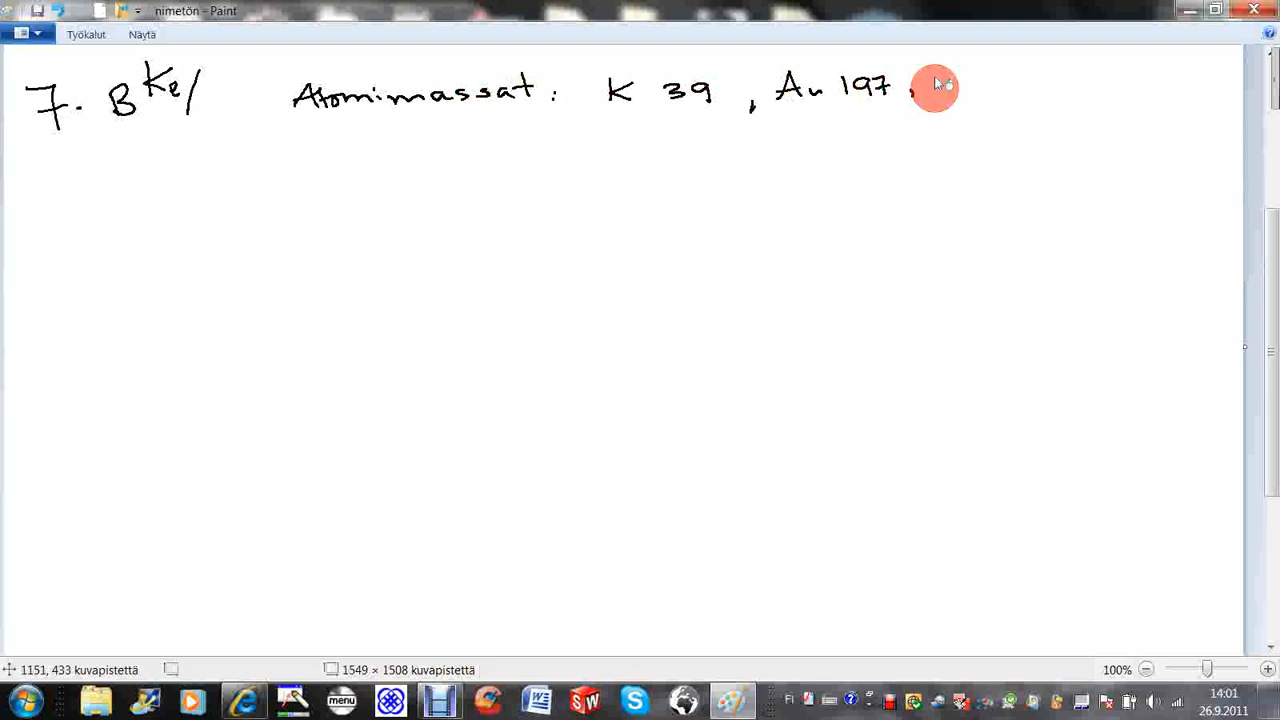 nimetön - Paint
Työkalut Näytä
7. B Ke/ Atomimassat: K 39, Au 197,
1151, 433 kuvapistettä 1549 × 1508 kuvapistettä 100%
menu FI 14:01
26.9.2011